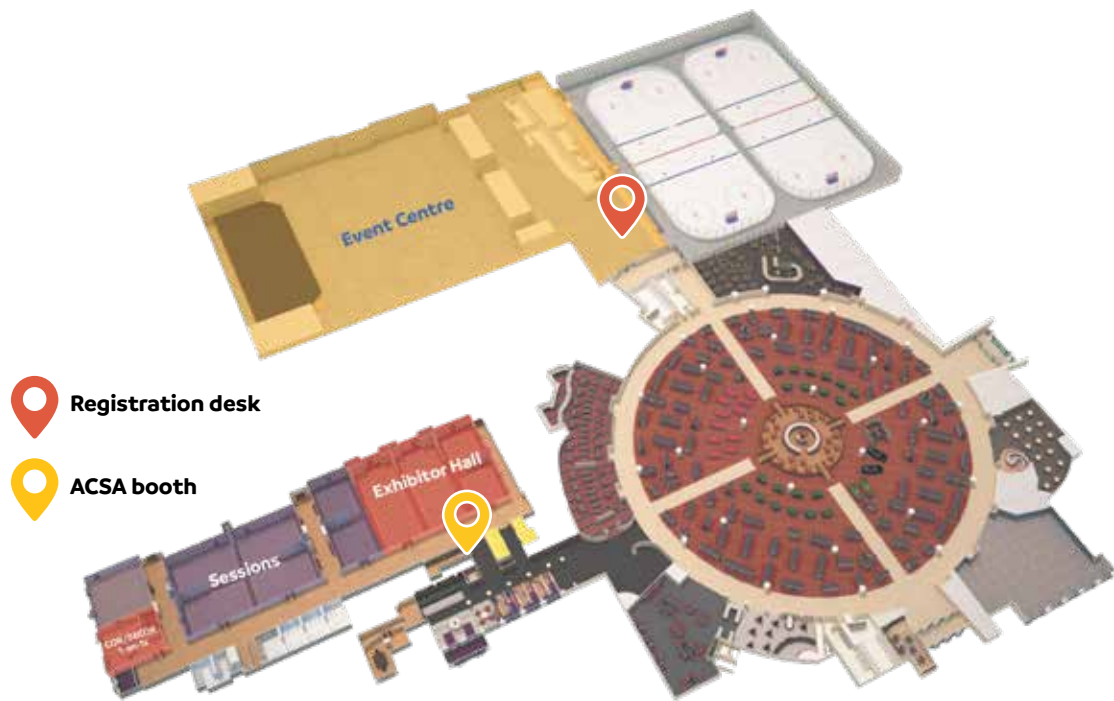 Event Centre
Registration desk
ACSA booth
Exhibitor Hall
Sessions